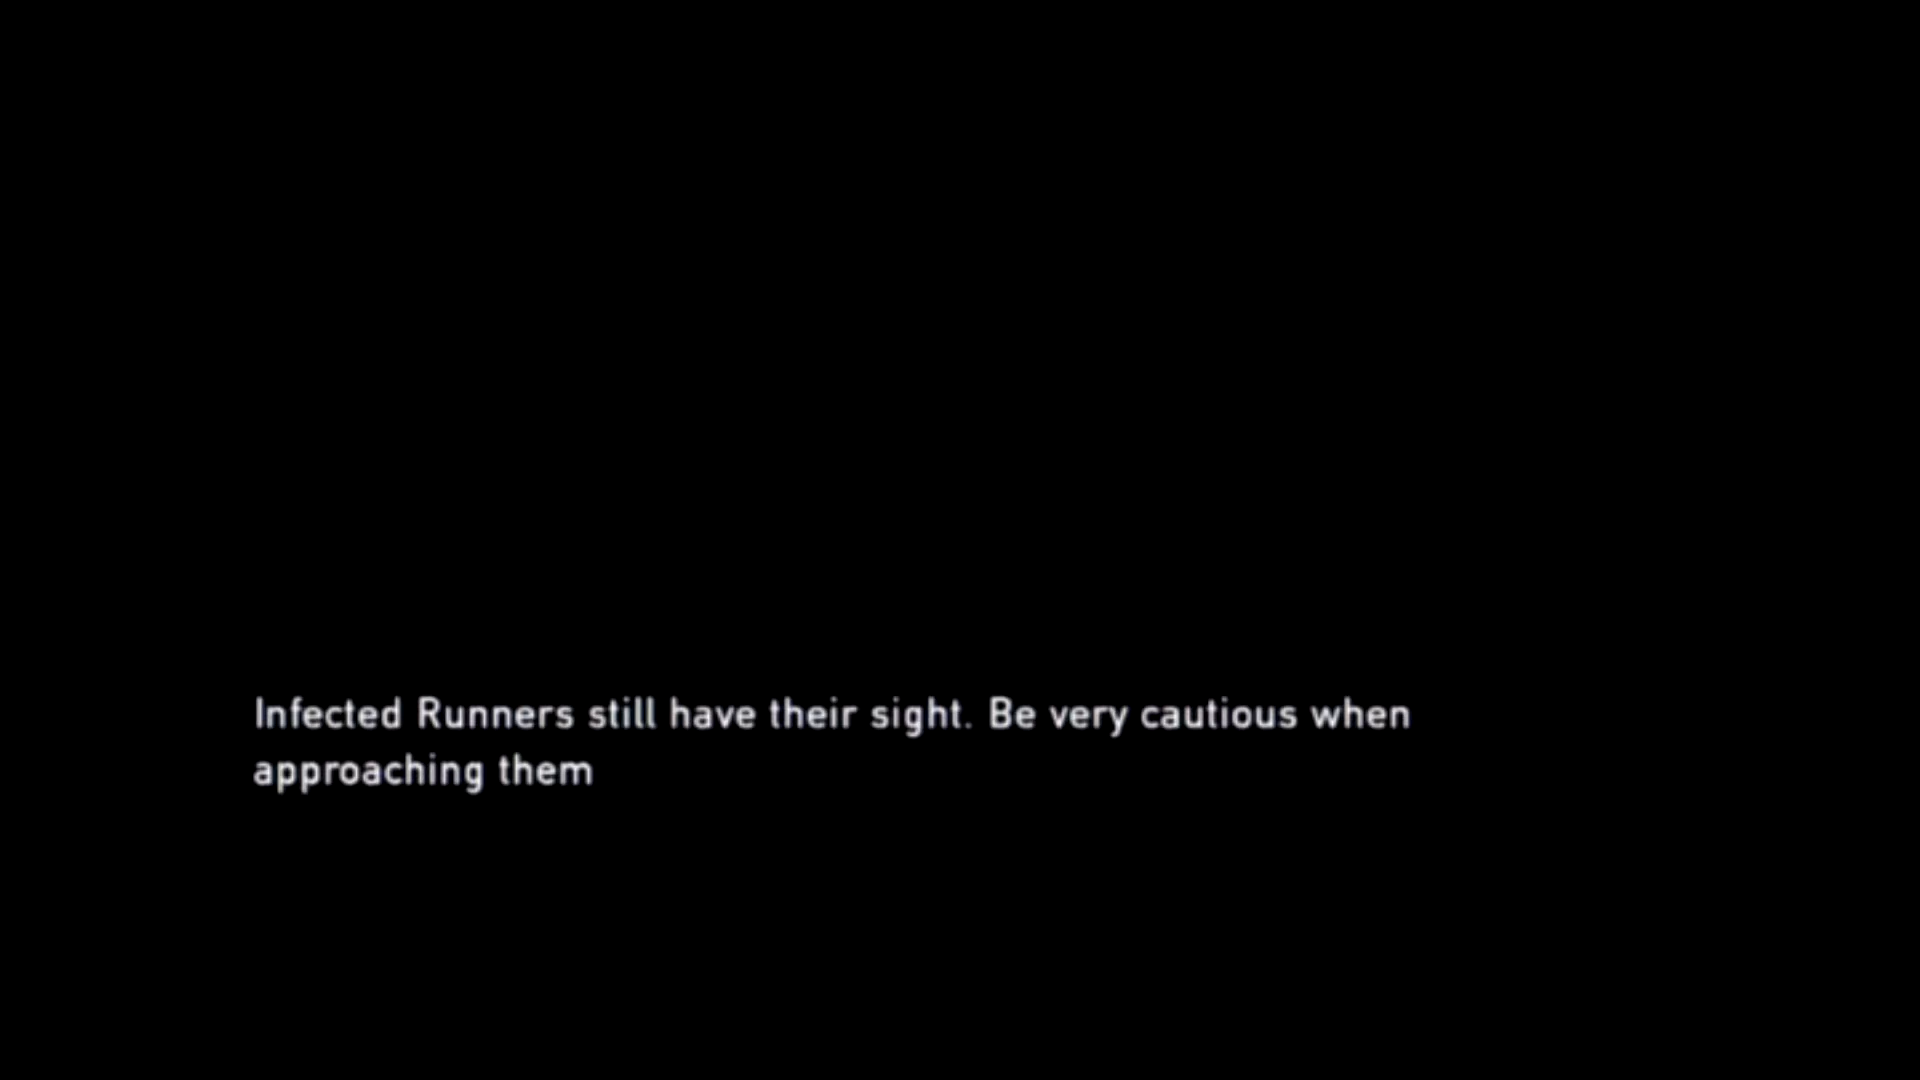 Infected Runners still have their sight. Be very cautious when
approaching them